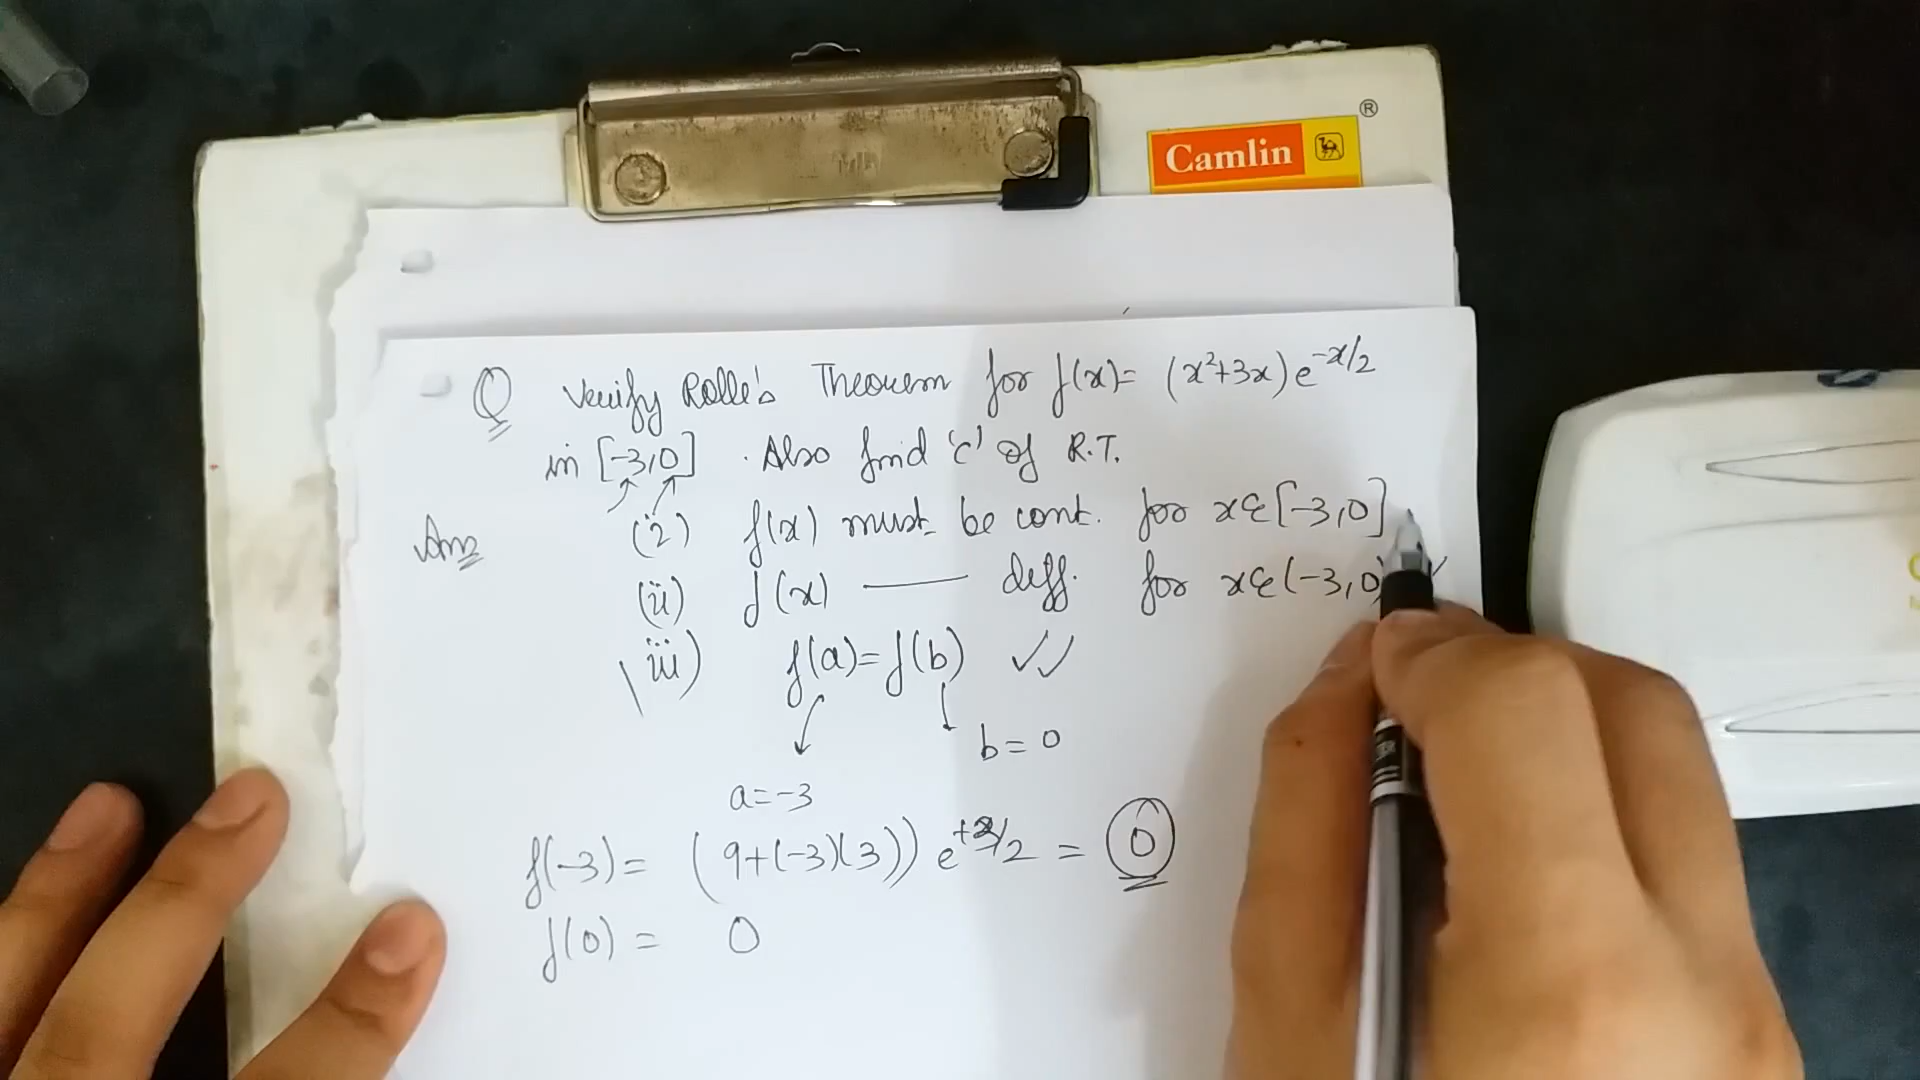 Camlin ®
Q Verify Rolle's Theorem for f(x)= (x²+3x)e^-x/2
in [-3,0] . Also find 'c' of R.T.
Ans (i) f(x) must be cont. for x∈[-3,0]
(ii) f(x) —— diff. for x∈(-3,0) ✓
(iii) f(a)=f(b) ✓✓
b=0
a=-3
f(-3)= (9+(-3)(3)) e^+3/2 = 0
f(0)= 0